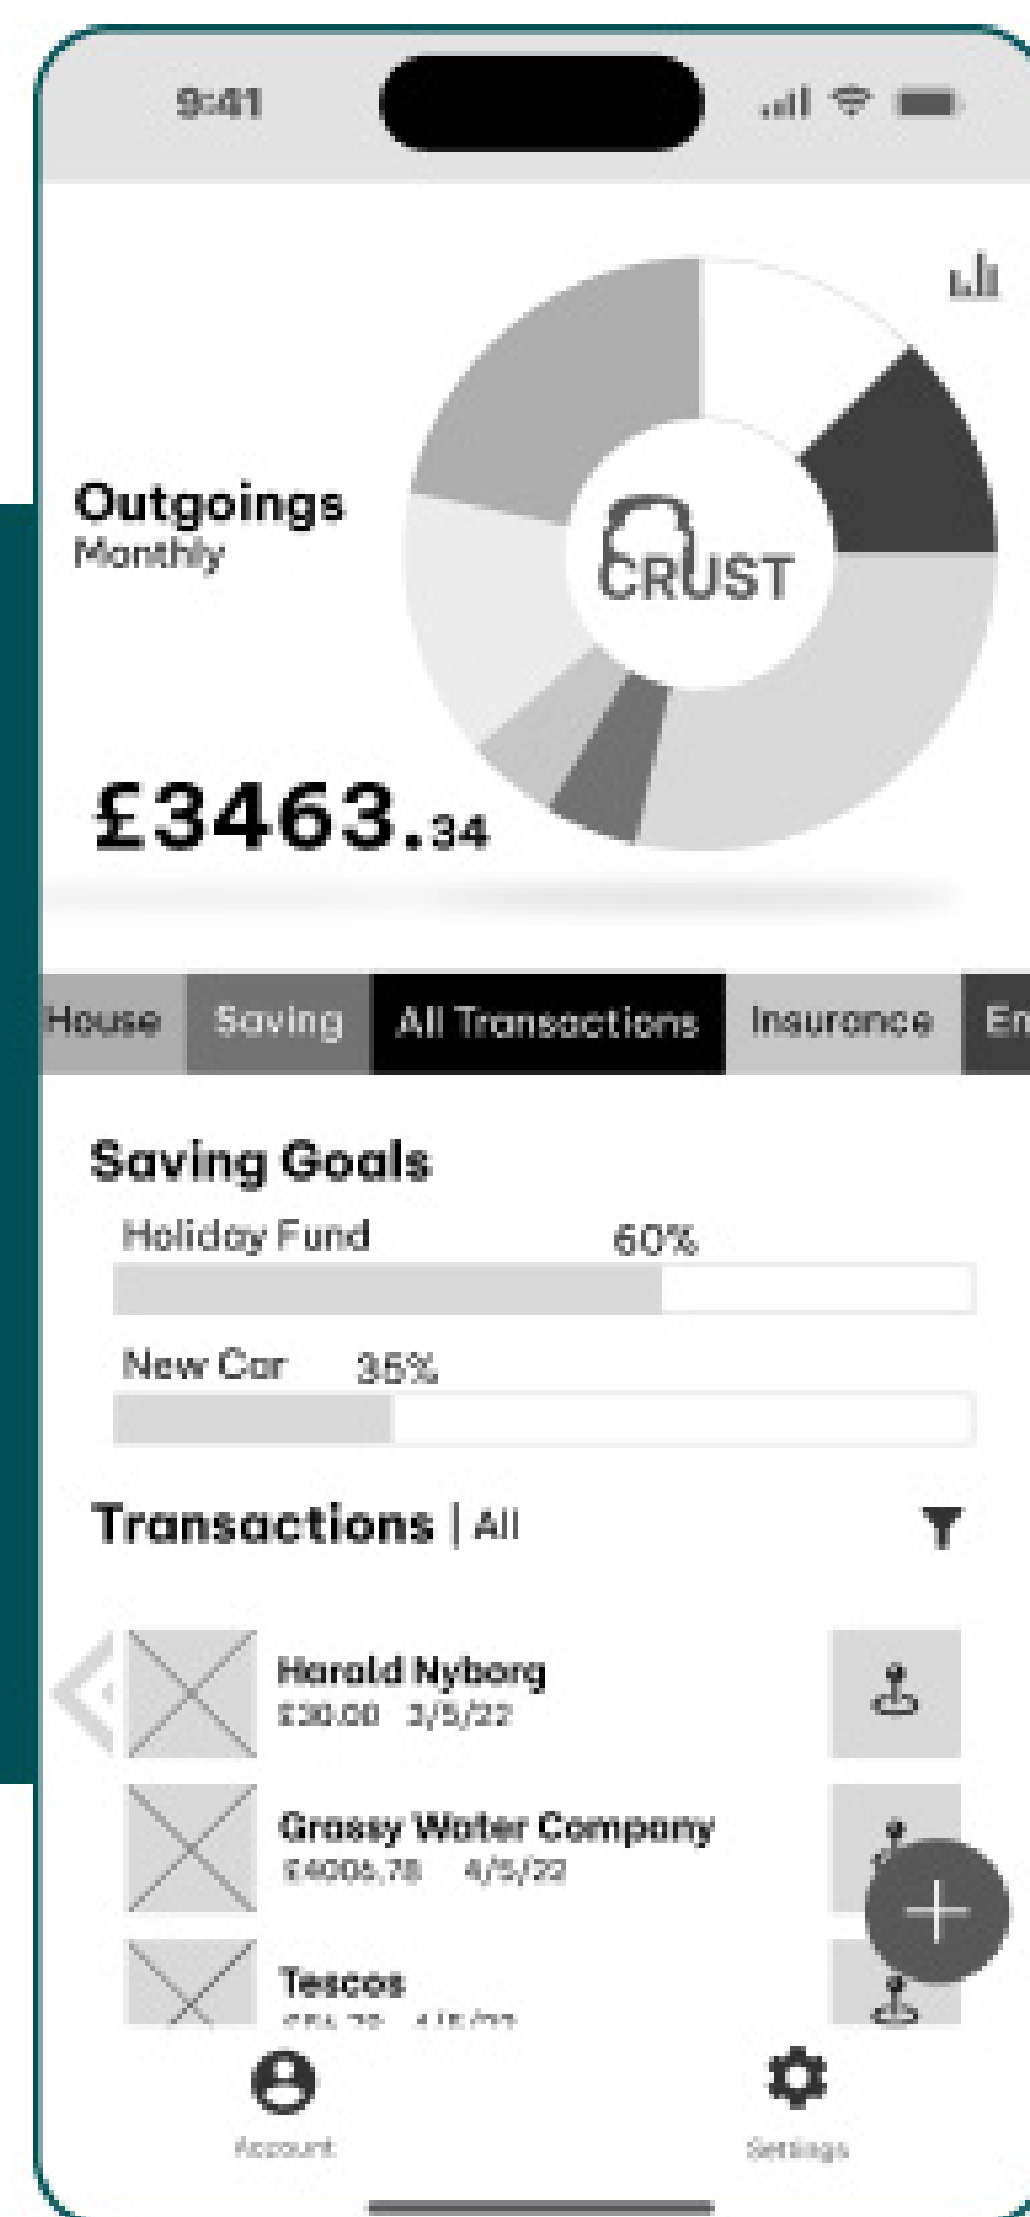 9:41
Outgoings
Monthly
CRUST
£3463.34
House Saving All Transactions Insurance En
Saving Goals
Holiday Fund 60%
New Car 35%
Transactions | All
Harald Nyborg
£30.00 3/5/22
Grassy Water Company
£4006.78 4/5/22
Tescos
Account Settings